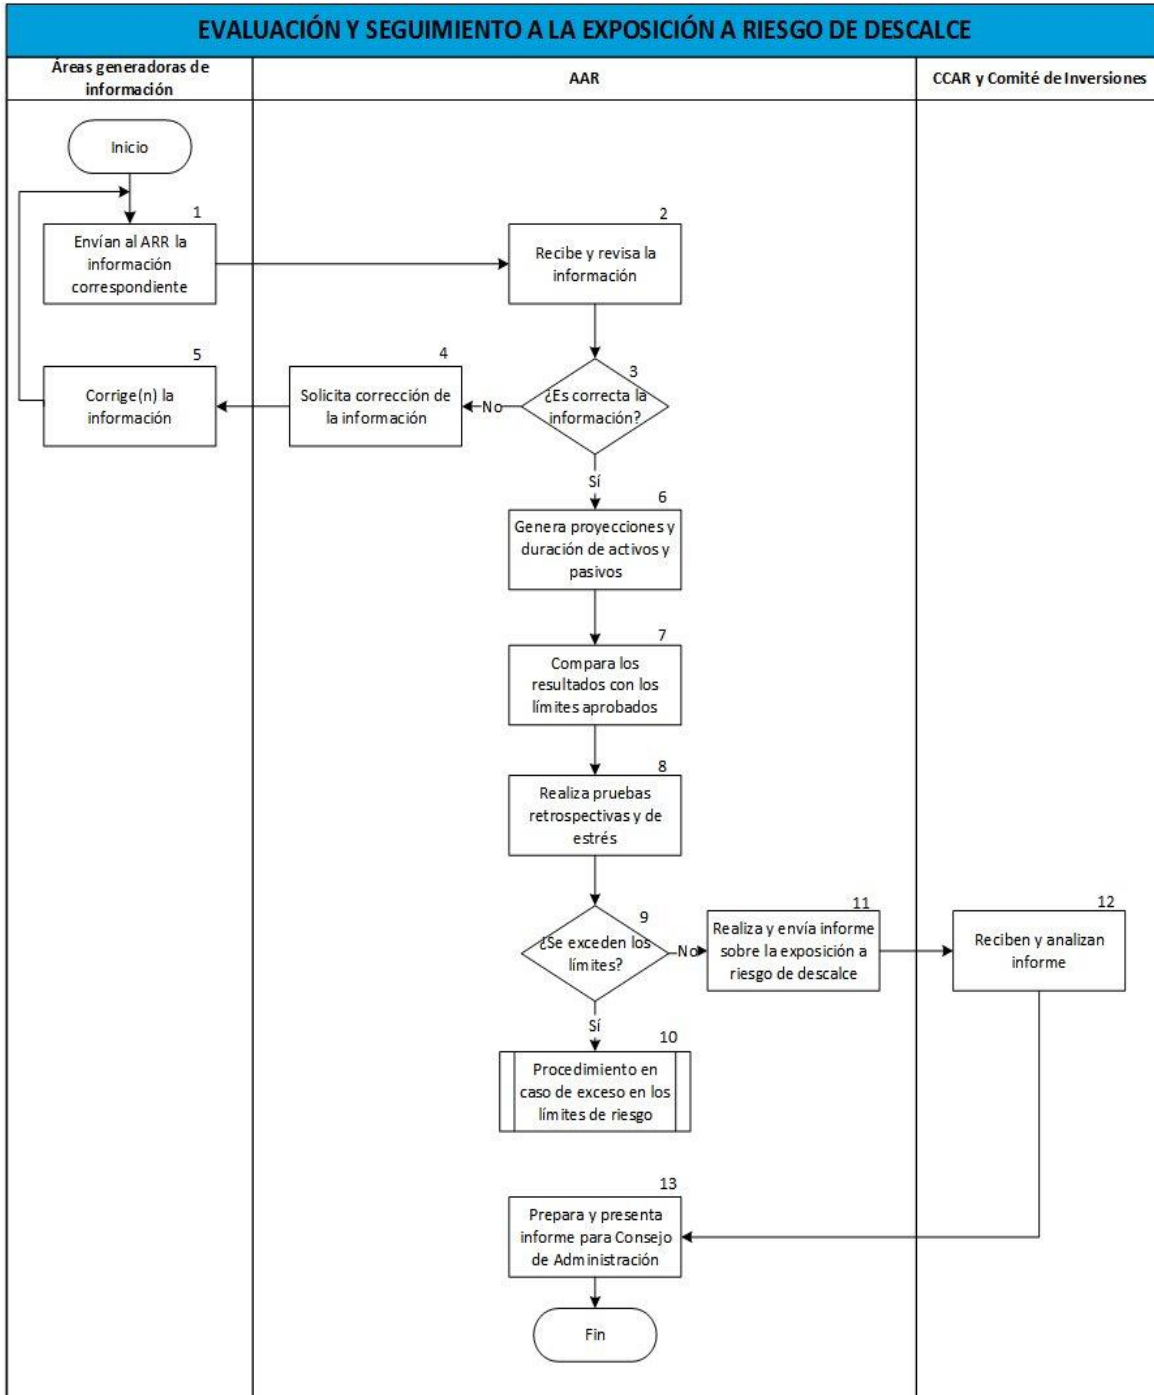 EVALUACIÓN Y SEGUIMIENTO A LA EXPOSICIÓN A RIESGO DE DESCALCE
Áreas generadoras de
información
AAR
CCAR y Comité de Inversiones
Inicio
1
Envían al ARR la
información
correspondiente
2
Recibe y revisa la
información
3
¿Es correcta la
información?
No
4
Solicita corrección de
la información
5
Corrige(n) la
información
Sí
6
Genera proyecciones y
duración de activos y
pasivos
7
Compara los
resultados con los
límites aprobados
8
Realiza pruebas
retrospectivas y de
estrés
9
¿Se exceden los
límites?
No
11
Realiza y envía informe
sobre la exposición a
riesgo de descalce
12
Reciben y analizan
informe
Sí
10
Procedimiento en
caso de exceso en los
límites de riesgo
13
Prepara y presenta
informe para Consejo
de Administración
Fin